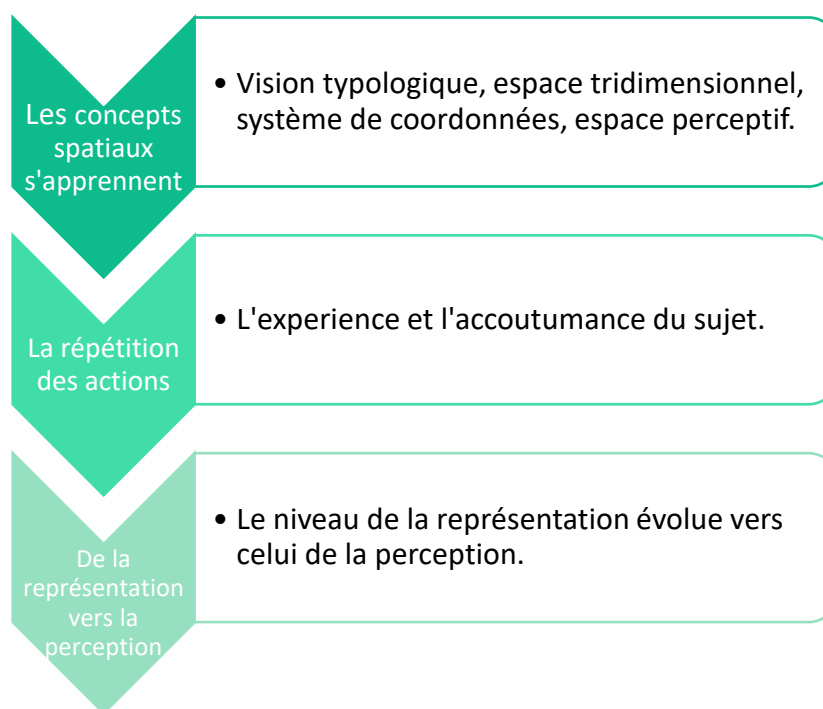 Les concepts
spatiaux
s'apprennent
• Vision typologique, espace tridimensionnel,
système de coordonnées, espace perceptif.
La répétition
des actions
• L'experience et l'accoutumance du sujet.
De la
représentation
vers la
perception
• Le niveau de la représentation évolue vers
celui de la perception.